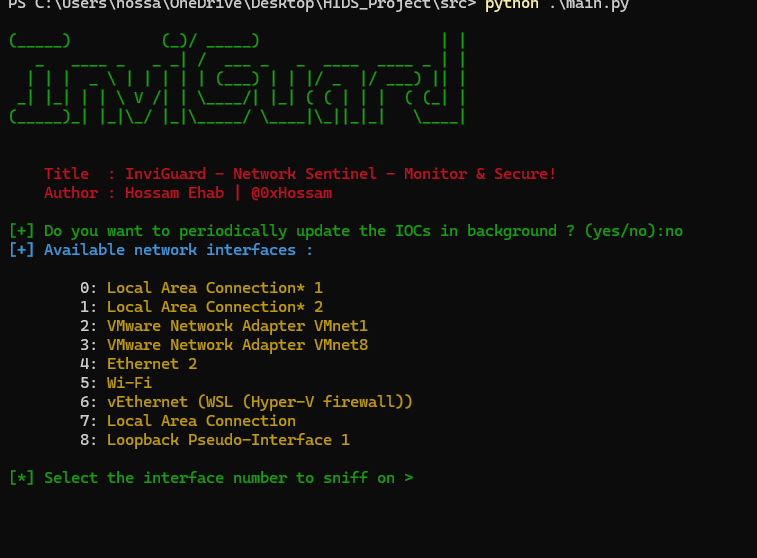 PS C:\Users\hossa\OneDrive\Desktop\HIDS_Project\src> python .\main.py
InviGuard
Title  : InviGuard - Network Sentinel - Monitor & Secure!
Author : Hossam Ehab | @0xHossam
[+] Do you want to periodically update the IOCs in background ? (yes/no):no
[+] Available network interfaces :
0: Local Area Connection* 1
1: Local Area Connection* 2
2: VMware Network Adapter VMnet1
3: VMware Network Adapter VMnet8
4: Ethernet 2
5: Wi-Fi
6: vEthernet (WSL (Hyper-V firewall))
7: Local Area Connection
8: Loopback Pseudo-Interface 1
[*] Select the interface number to sniff on >